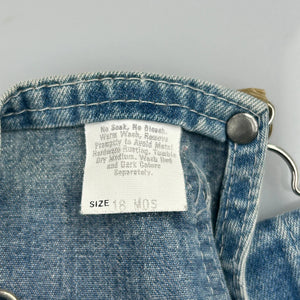 No Soak, No Bleach.
Warm Wash, Remove
Promptly to Avoid Metal
Hardware Rusting, Tumble
Dry Medium, Wash Red
and Dark Colors
Separately.
SIZE 18 MOS